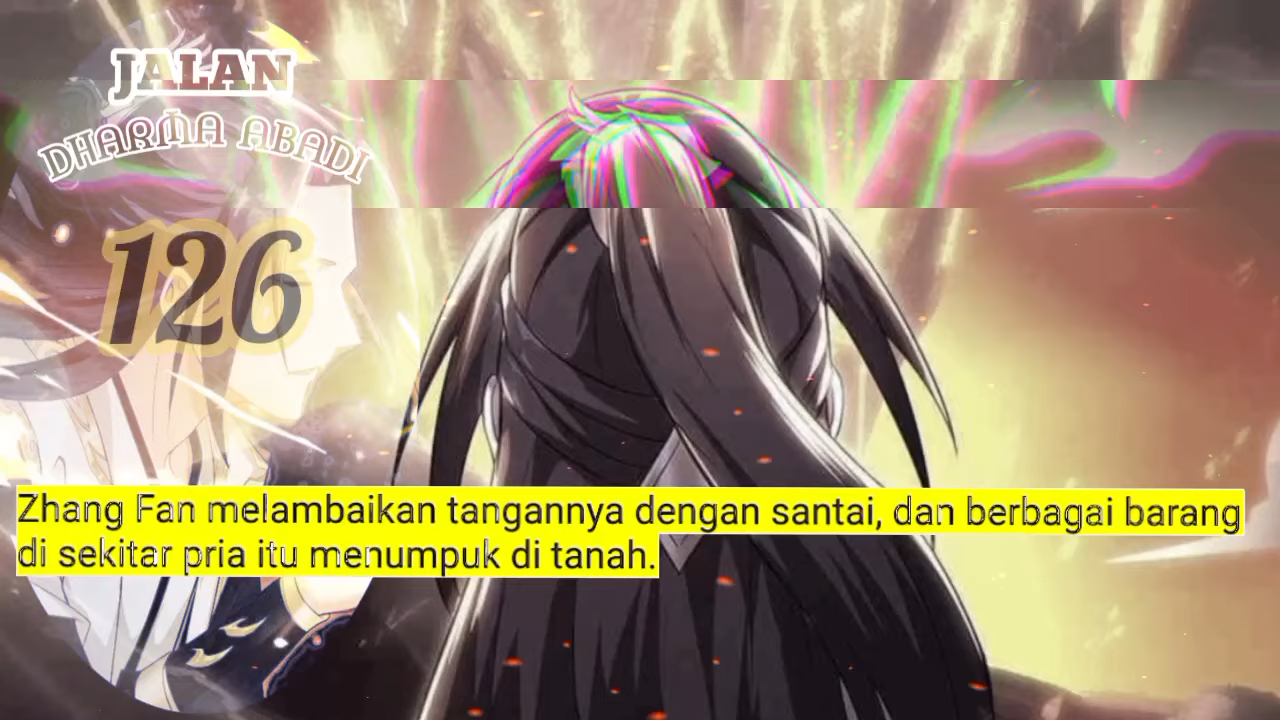 JALAN
DHARMA ABADI
126
Zhang Fan melambaikan tangannya dengan santai, dan berbagai barang
di sekitar pria itu menumpuk di tanah.